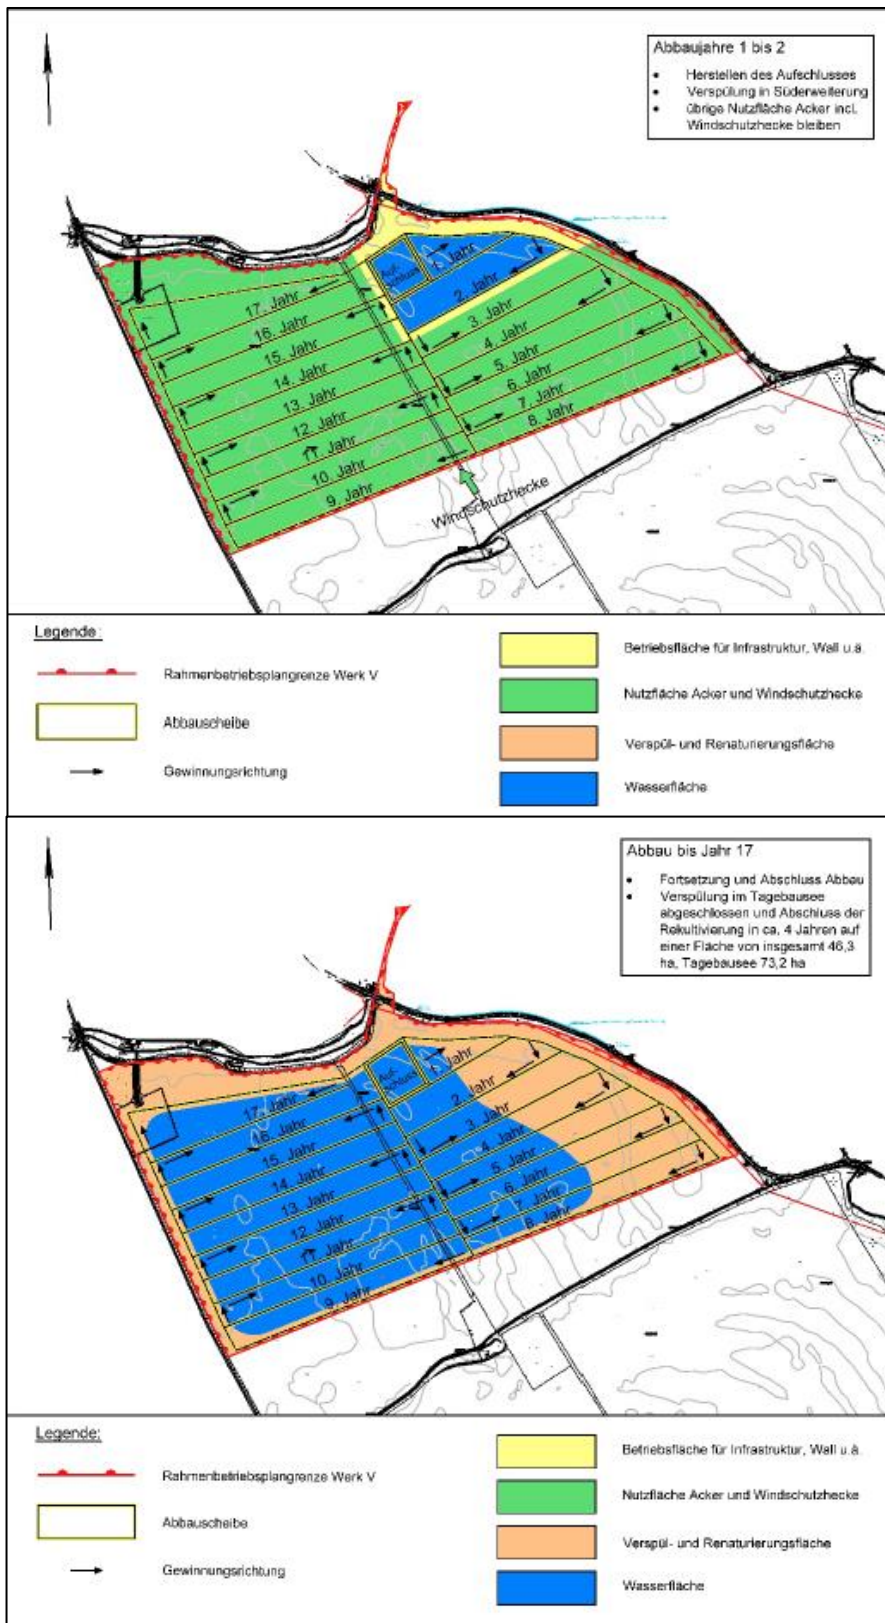 Abbaujahre 1 bis 2
• Herstellen des Aufschlusses
• Verspülung in Süderweiterung
• übrige Nutzfläche Acker incl.
Windschutzhecke bleiben
Auf-
schluss
1. Jahr
2. Jahr
3. Jahr
4. Jahr
5. Jahr
6. Jahr
7. Jahr
8. Jahr
17. Jahr
16. Jahr
15. Jahr
14. Jahr
13. Jahr
12. Jahr
11. Jahr
10. Jahr
9. Jahr
Windschutzhecke
Legende:
Rahmenbetriebsplangrenze Werk V
Abbauscheibe
Gewinnungsrichtung
Betriebsfläche für Infrastruktur, Wall u.ä.
Nutzfläche Acker und Windschutzhecke
Verspül- und Renaturierungsfläche
Wasserfläche
Abbau bis Jahr 17
• Fortsetzung und Abschluss Abbau
• Verspülung im Tagebausee
abgeschlossen und Abschluss der
Rekultivierung in ca. 4 Jahren auf
einer Fläche von insgesamt 46,3
ha, Tagebausee 73,2 ha
Auf-
schluss
1. Jahr
2. Jahr
3. Jahr
4. Jahr
5. Jahr
6. Jahr
7. Jahr
8. Jahr
17. Jahr
16. Jahr
15. Jahr
14. Jahr
13. Jahr
12. Jahr
11. Jahr
10. Jahr
9. Jahr
Legende:
Rahmenbetriebsplangrenze Werk V
Abbauscheibe
Gewinnungsrichtung
Betriebsfläche für Infrastruktur, Wall u.ä.
Nutzfläche Acker und Windschutzhecke
Verspül- und Renaturierungsfläche
Wasserfläche